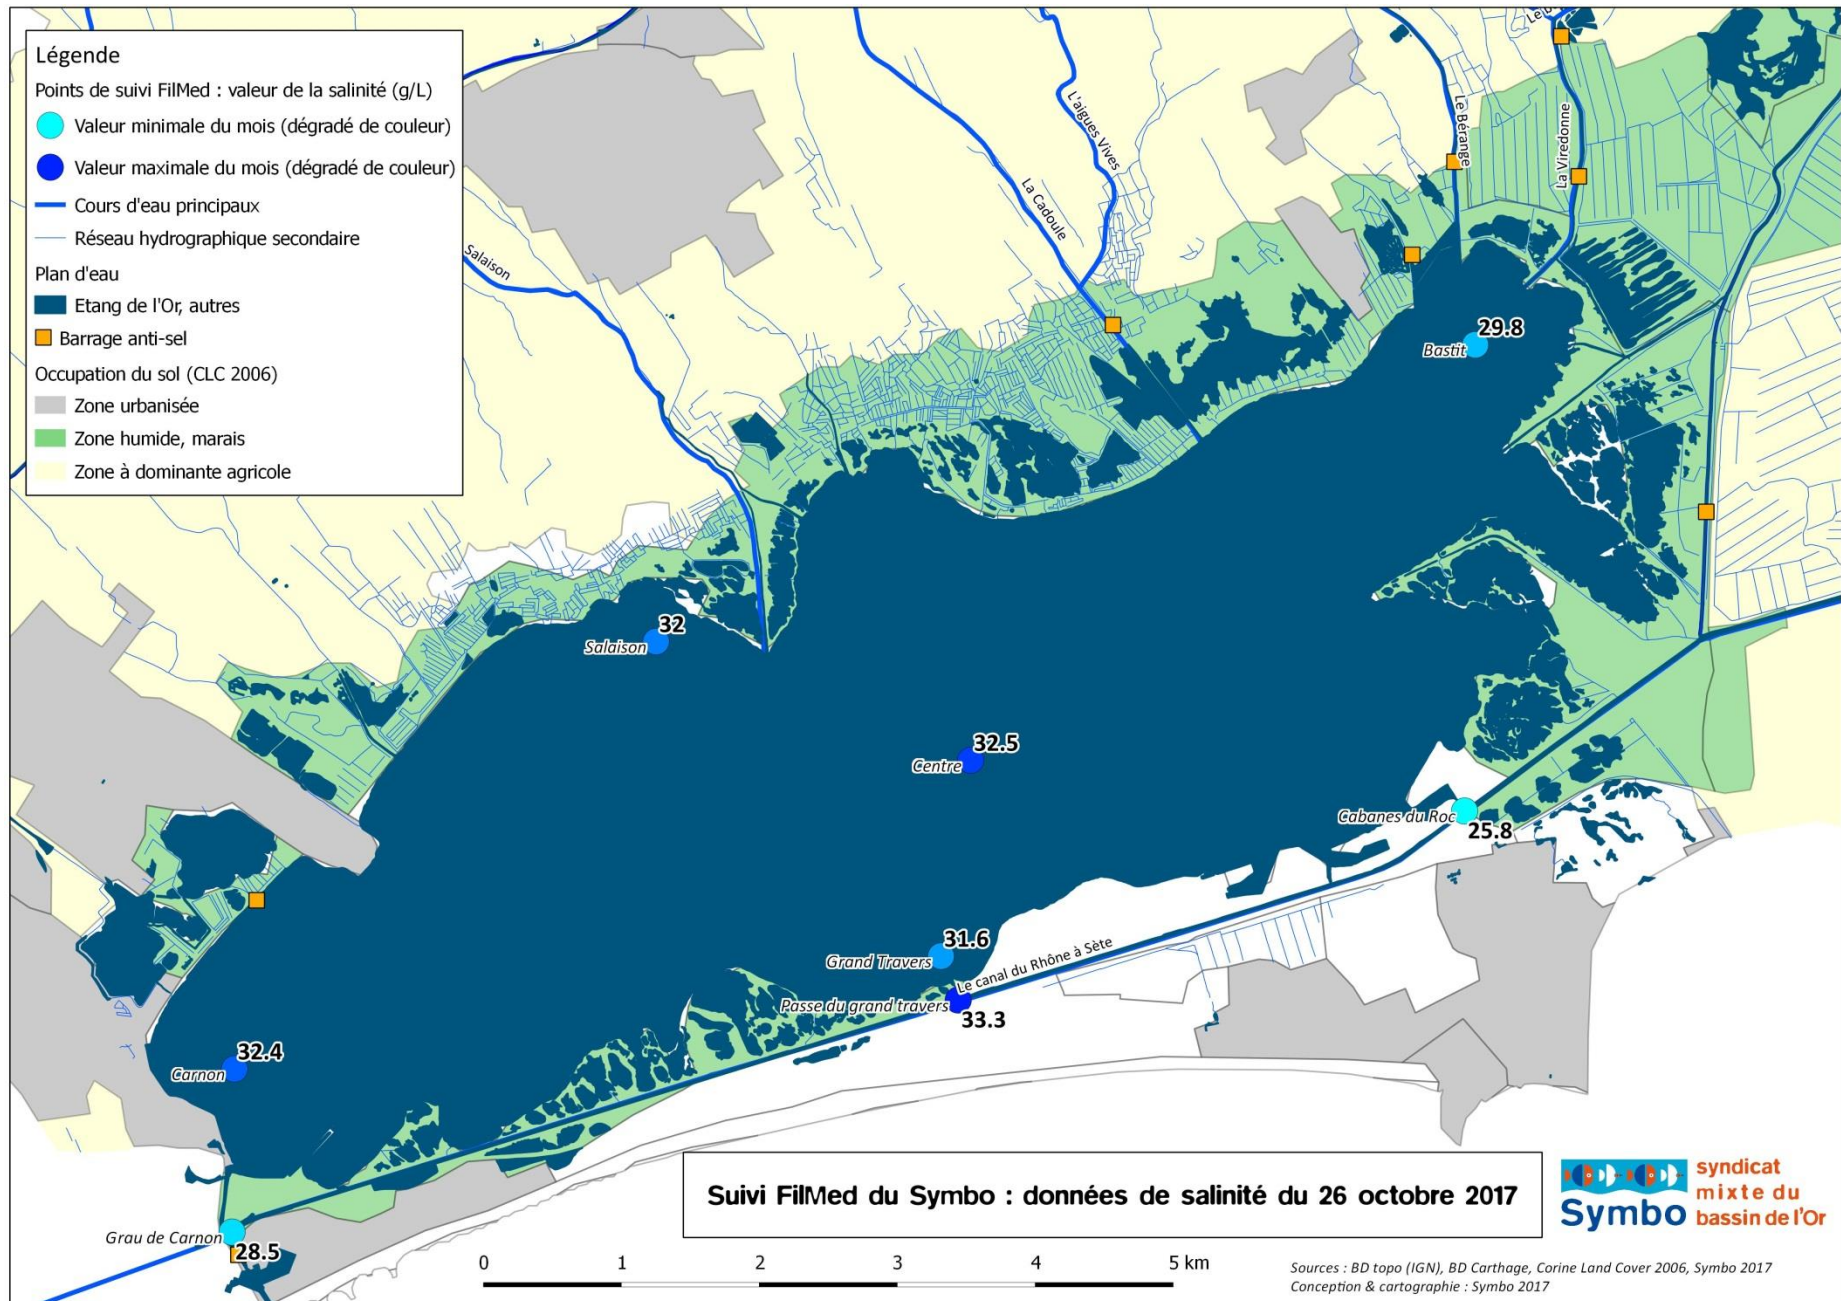 Légende
Points de suivi FilMed : valeur de la salinité (g/L)
Valeur minimale du mois (dégradé de couleur)
Valeur maximale du mois (dégradé de couleur)
Cours d'eau principaux
Réseau hydrographique secondaire
Plan d'eau
Etang de l'Or, autres
Barrage anti-sel
Occupation du sol (CLC 2006)
Zone urbanisée
Zone humide, marais
Zone à dominante agricole
Salaison
La Cadoule
L'aigues Vives
Le Bérange
La Viredonne
29.8
Bastit
32
Salaison
32.5
Centre
Cabanes du Roc
25.8
31.6
Grand Travers
Le canal du Rhône à Sète
Passe du grand travers
33.3
32.4
Carnon
Grau de Carnon
28.5
Suivi FilMed du Symbo : données de salinité du 26 octobre 2017
Symbo
syndicat
mixte du
bassin de l'Or
0 1 2 3 4 5 km
Sources : BD topo (IGN), BD Carthage, Corine Land Cover 2006, Symbo 2017
Conception & cartographie : Symbo 2017